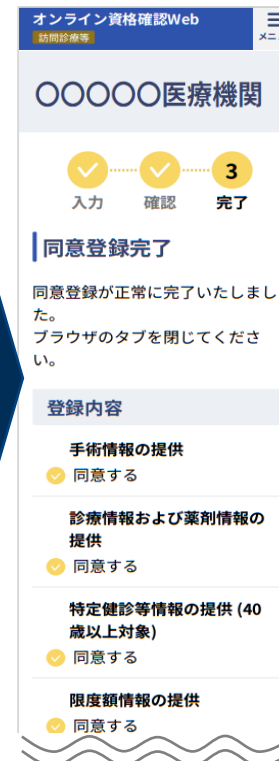 オンライン資格確認Web
訪問診療等
メニ
〇〇〇〇〇医療機関
3
入力 確認 完了
同意登録完了
同意登録が正常に完了いたしまし
た。
ブラウザのタブを閉じてくださ
い。
登録内容
手術情報の提供
同意する
診療情報および薬剤情報の
提供
同意する
特定健診等情報の提供 (40
歳以上対象)
同意する
限度額情報の提供
同意する